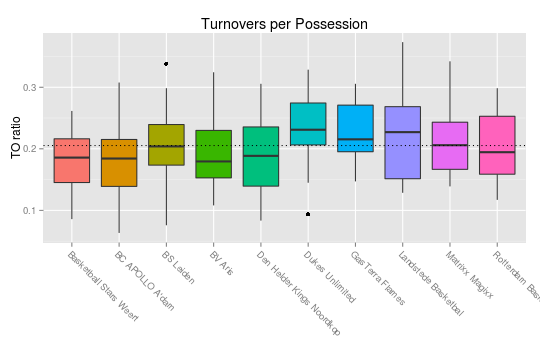 Turnovers per Possession
TO ratio
0.3
0.2
0.1
Basketball Stars Weert
BC APOLLO A'dam
BS Leiden
BV Aris
Den Helder Kings Noordkop
Dukes Unlimited
GasTerra Flames
Landstede Basketbal
Matrixx Magixx
Rotterdam Bas